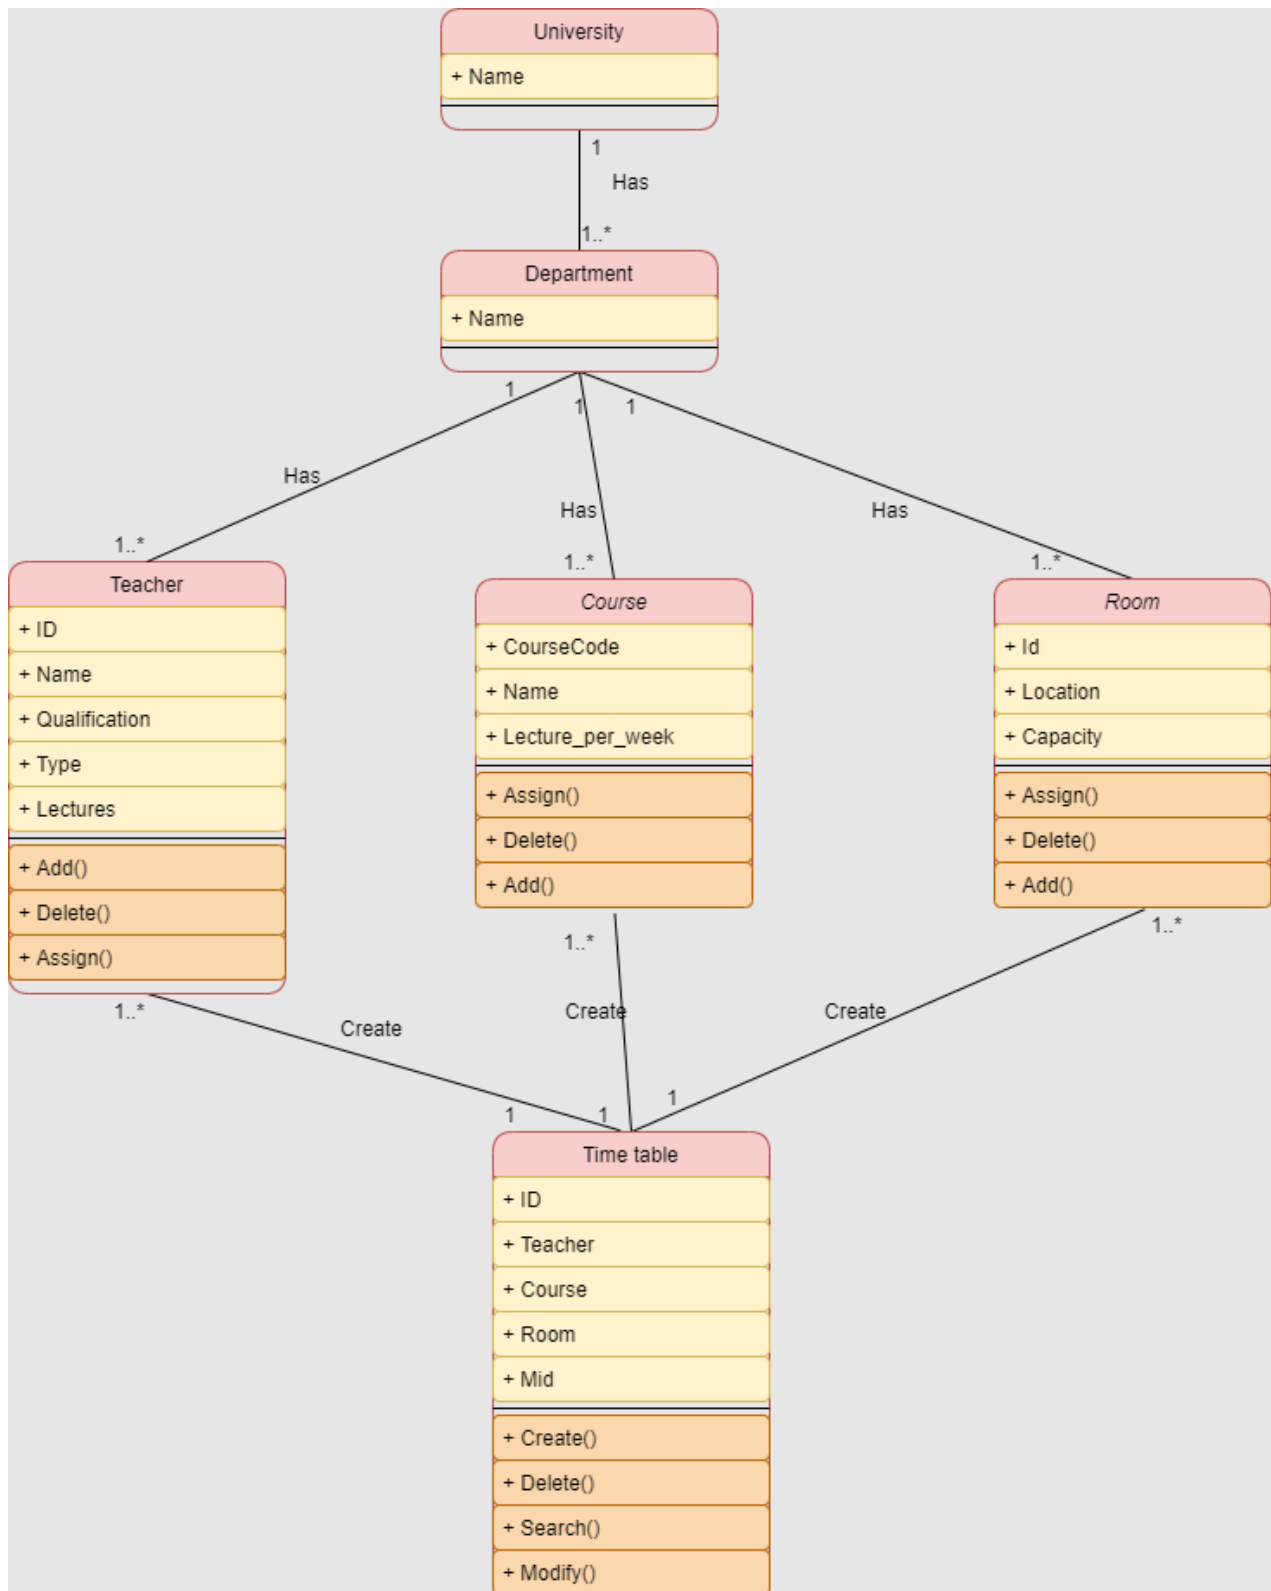 University
+ Name
1
Has
1..*
Department
+ Name
1
1
1
Has
Has
Has
1..*
1..*
1..*
Teacher
+ ID
+ Name
+ Qualification
+ Type
+ Lectures
+ Add()
+ Delete()
+ Assign()
Course
+ CourseCode
+ Name
+ Lecture_per_week
+ Assign()
+ Delete()
+ Add()
Room
+ Id
+ Location
+ Capacity
+ Assign()
+ Delete()
+ Add()
1..*
1..*
1..*
Create
Create
Create
1
1
1
Time table
+ ID
+ Teacher
+ Course
+ Room
+ Mid
+ Create()
+ Delete()
+ Search()
+ Modify()